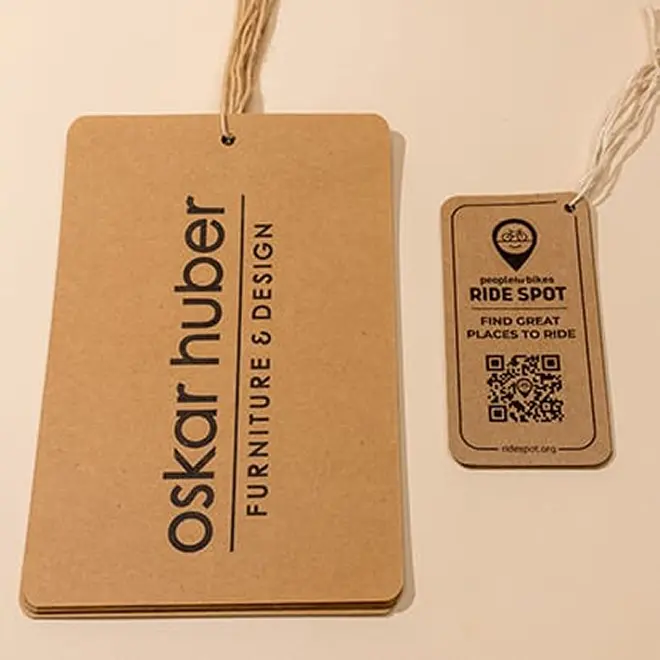 oskar huber
FURNITURE & DESIGN
peopleforbikes
RIDE SPOT
FIND GREAT
PLACES TO RIDE
ridespot.org